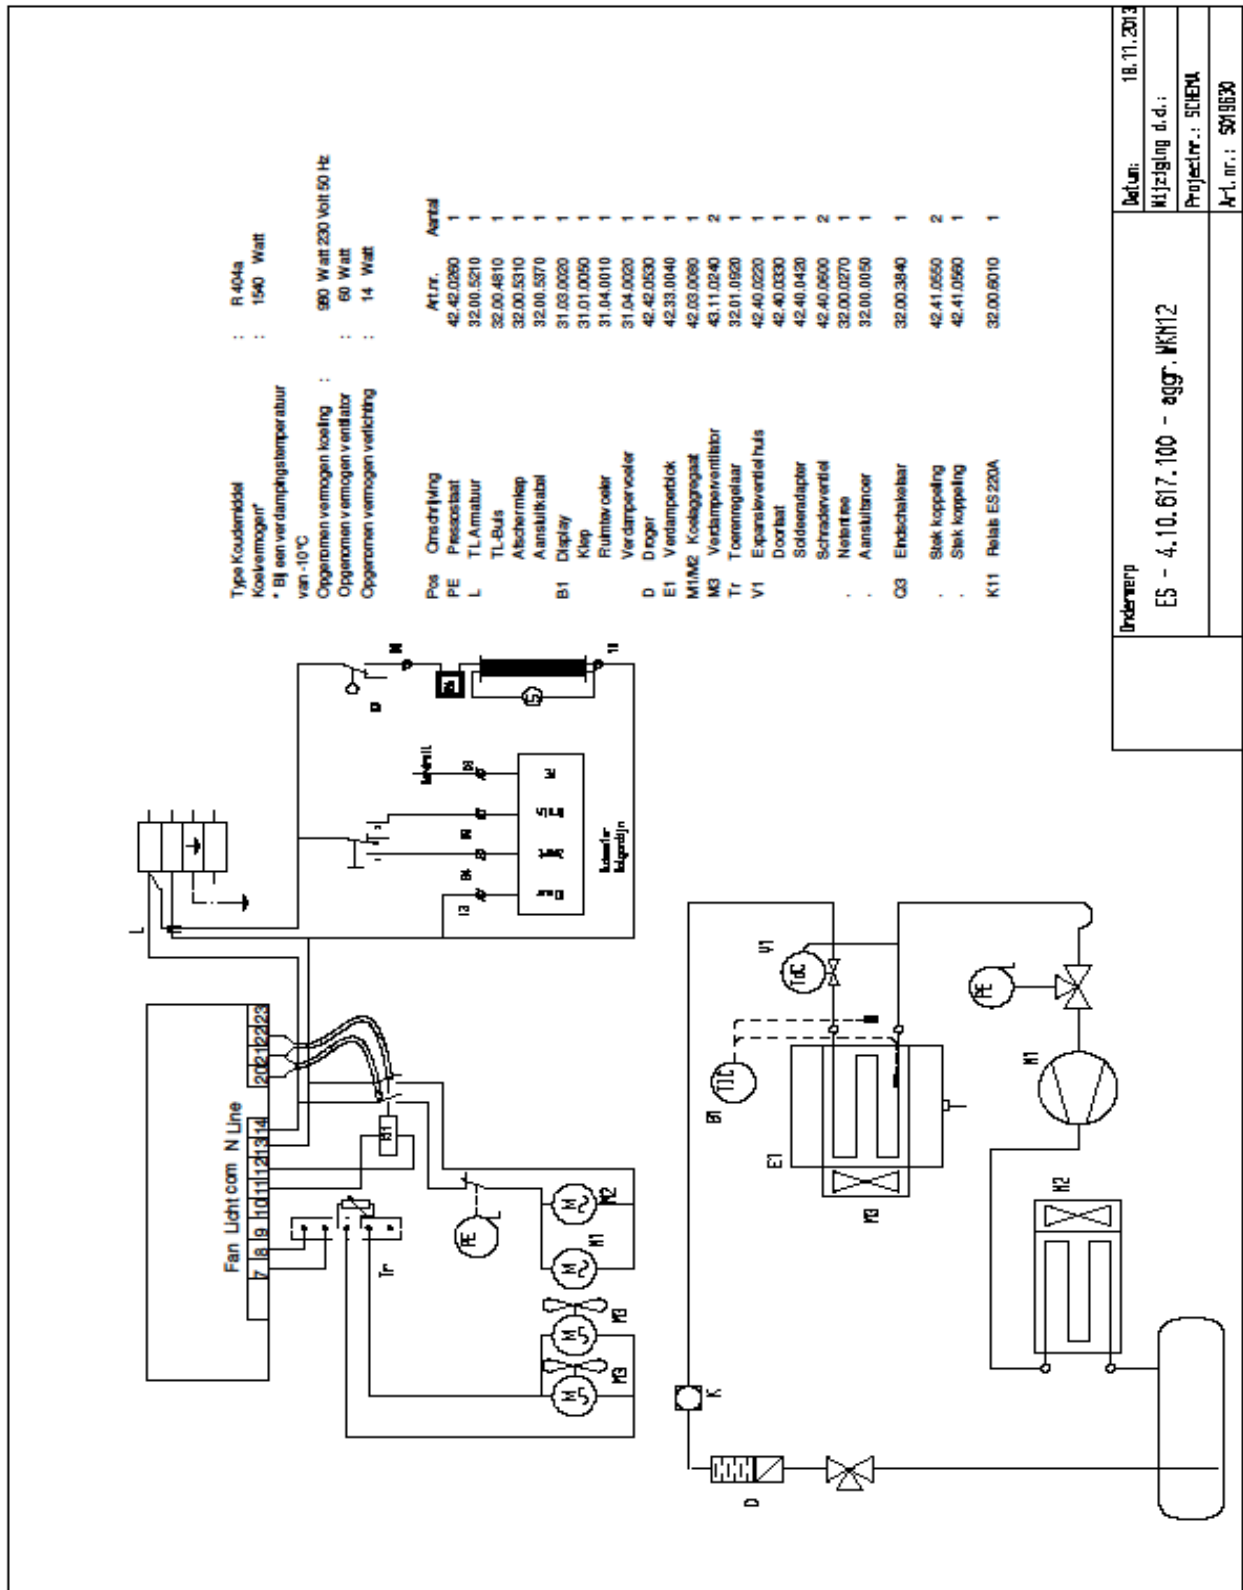 Type Koudemiddel : R 404a
Koelvermogen* : 1540 Watt
* Bij een verdampingstemperatuur
van -10°C
Opgenomen vermogen koeling : 980 Watt 230 Volt 50 Hz
Opgenomen vermogen ventilator : 60 Watt
Opgenomen vermogen verlichting : 14 Watt
Pos Omschrijving Art.nr. Aantal
PE Pressostaat 42.42.0260 1
L TL Armatuur 32.00.5210 1
TL-Buis 32.00.4810 1
Afschermkap 32.00.5310 1
Aansluitkabel 32.00.5370 1
B1 Display 31.03.0020 1
Klep 31.01.0050 1
Ruimtevoeler 31.04.0010 1
Verdampervoeler 31.04.0020 1
D Droger 42.42.0530 1
E1 Verdamperblok 42.33.0040 1
M1/M2 Koelaggregaat 42.03.0080 1
M3 Verdamperventilator 43.11.0240 2
Tr Toerenregelaar 32.01.0920 1
V1 Expansieventiel huis 42.40.0220 1
Doorlaat 42.40.0330 1
Soldeeradapter 42.40.0420 1
Schraderventiel 42.40.0600 2
. Netentree 32.00.0270 1
. Aansluitsnoer 32.00.0050 1
Q3 Eindschakelaar 32.00.3840 1
. Stek koppeling 42.41.0550 2
. Stek koppeling 42.41.0560 1
K11 Relais ES 220A 32.00.6010 1
Fan Licht com N Line
7 8 9 10 11 12 13 14 20 21 22 23
L
Tr
PE
L
M
M3
M
M3
M
M1
M
M2
S
13
10
Rolgordijn
D
K
B1
TIC
V1
TdC
E1
M3
PE
L
M1
M2
Onderwerp
ES - 4.10.617.100 - aggr. WKN12
Datum: 18.11.2013
Wijziging d.d.:
Projectnr.: SCHEMA
Art.nr.: S019630